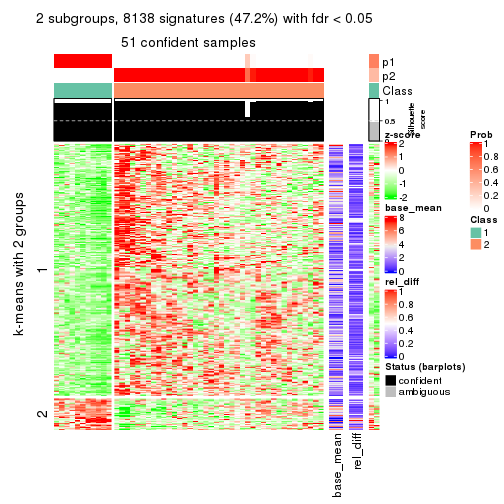 2 subgroups, 8138 signatures (47.2%) with fdr < 0.05
51 confident samples
p1
p2
Class
1
0.5
0
Silhouette
score
k-means with 2 groups
1
2
base_mean
rel_diff
z-score
2
1
0
-1
-2
base_mean
8
6
4
2
0
rel_diff
1
0.8
0.6
0.4
0.2
0
Status (barplots)
confident
ambiguous
Prob
1
0.8
0.6
0.4
0.2
0
Class
1
2